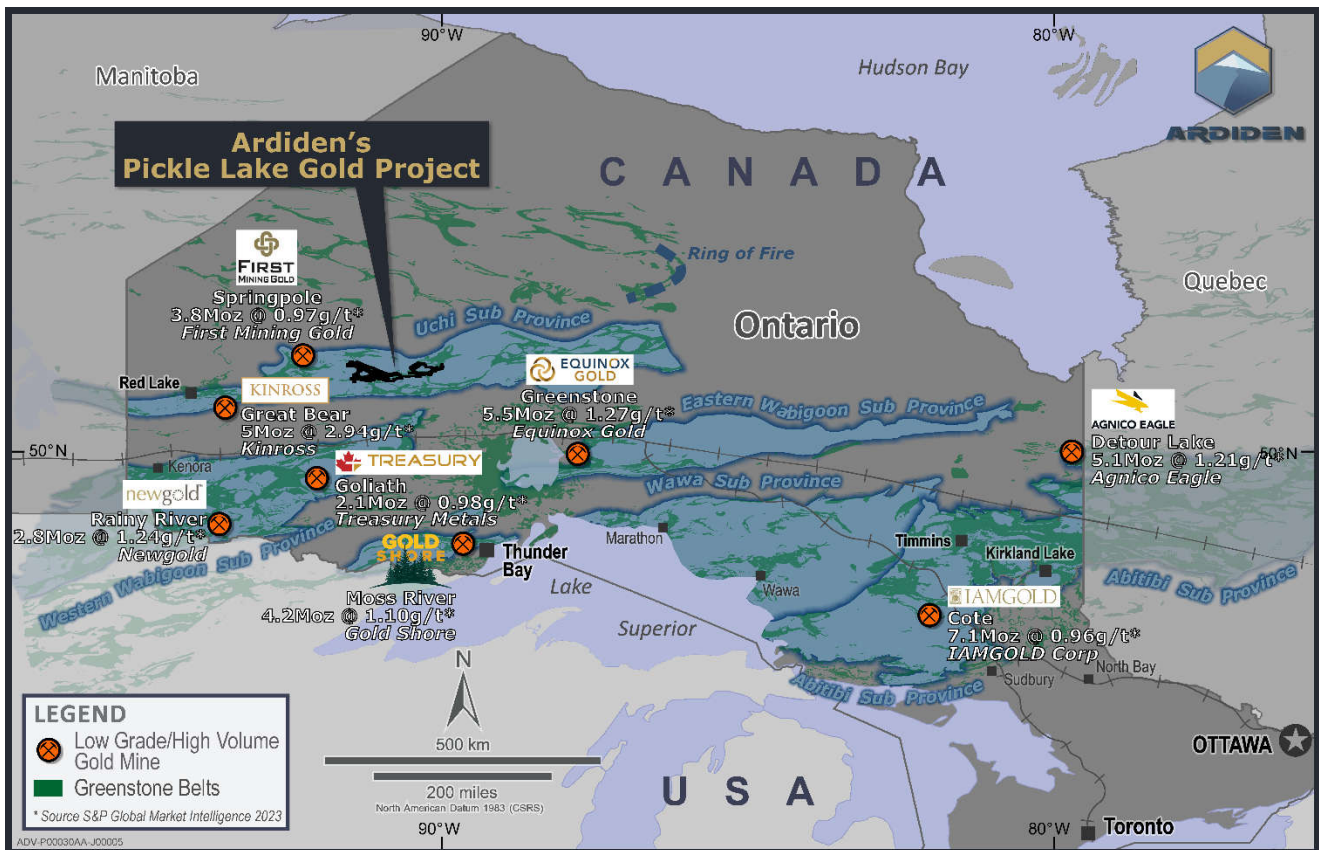 90°W
80°W
Manitoba
Hudson Bay
ARDIDEN
Ardiden's
Pickle Lake Gold Project
CANADA
FIRST
MINING GOLD
Springpole
3.8Moz @ 0.97g/t*
First Mining Gold
Ring of Fire
Quebec
Uchi Sub Province
Ontario
Red Lake
KINROSS
Great Bear
5Moz @ 2.94g/t*
Kinross
EQUINOX
GOLD
Greenstone
5.5Moz @ 1.27g/t*
Equinox Gold
Eastern Wabigoon Sub Province
AGNICO EAGLE
Detour Lake
5.1Moz @ 1.21g/t*
Agnico Eagle
50°N
50°N
Kenora
TREASURY
Goliath
2.1Moz @ 0.98g/t*
Treasury Metals
Wawa Sub Province
newgold
Rainy River
2.8Moz @ 1.24g/t*
Newgold
Western Wabigoon Sub Province
GOLD
SHORE
Thunder
Bay
Moss River
4.2Moz @ 1.10g/t*
Gold Shore
Marathon
Timmins
Kirkland Lake
Abitibi Sub Province
Lake
Superior
Wawa
IAMGOLD
Cote
7.1Moz @ 0.96g/t*
IAMGOLD Corp
Sudbury
North Bay
Abitibi Sub Province
N
500 km
200 miles
North American Datum 1983 (CSRS)
USA
OTTAWA
Toronto
LEGEND
Low Grade/High Volume
Gold Mine
Greenstone Belts
* Source S&P Global Market Intelligence 2023
ADV-P00030AA-J00005
90°W
80°W